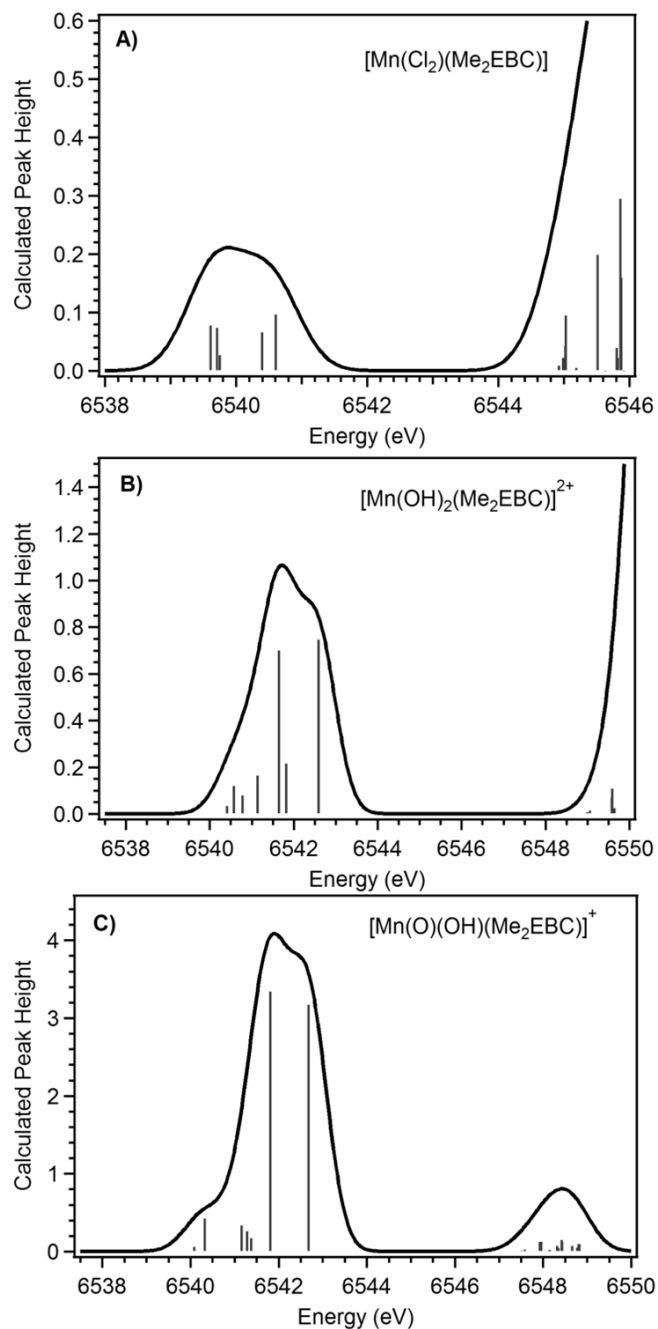 A)
[Mn(Cl₂)(Me₂EBC)]
Calculated Peak Height
0.6
0.5
0.4
0.3
0.2
0.1
0.0
6538 6540 6542 6544 6546
Energy (eV)
B)
[Mn(OH)₂(Me₂EBC)]²⁺
Calculated Peak Height
1.4
1.2
1.0
0.8
0.6
0.4
0.2
0.0
6538 6540 6542 6544 6546 6548 6550
Energy (eV)
C)
[Mn(O)(OH)(Me₂EBC)]⁺
Calculated Peak Height
4
3
2
1
0
6538 6540 6542 6544 6546 6548 6550
Energy (eV)